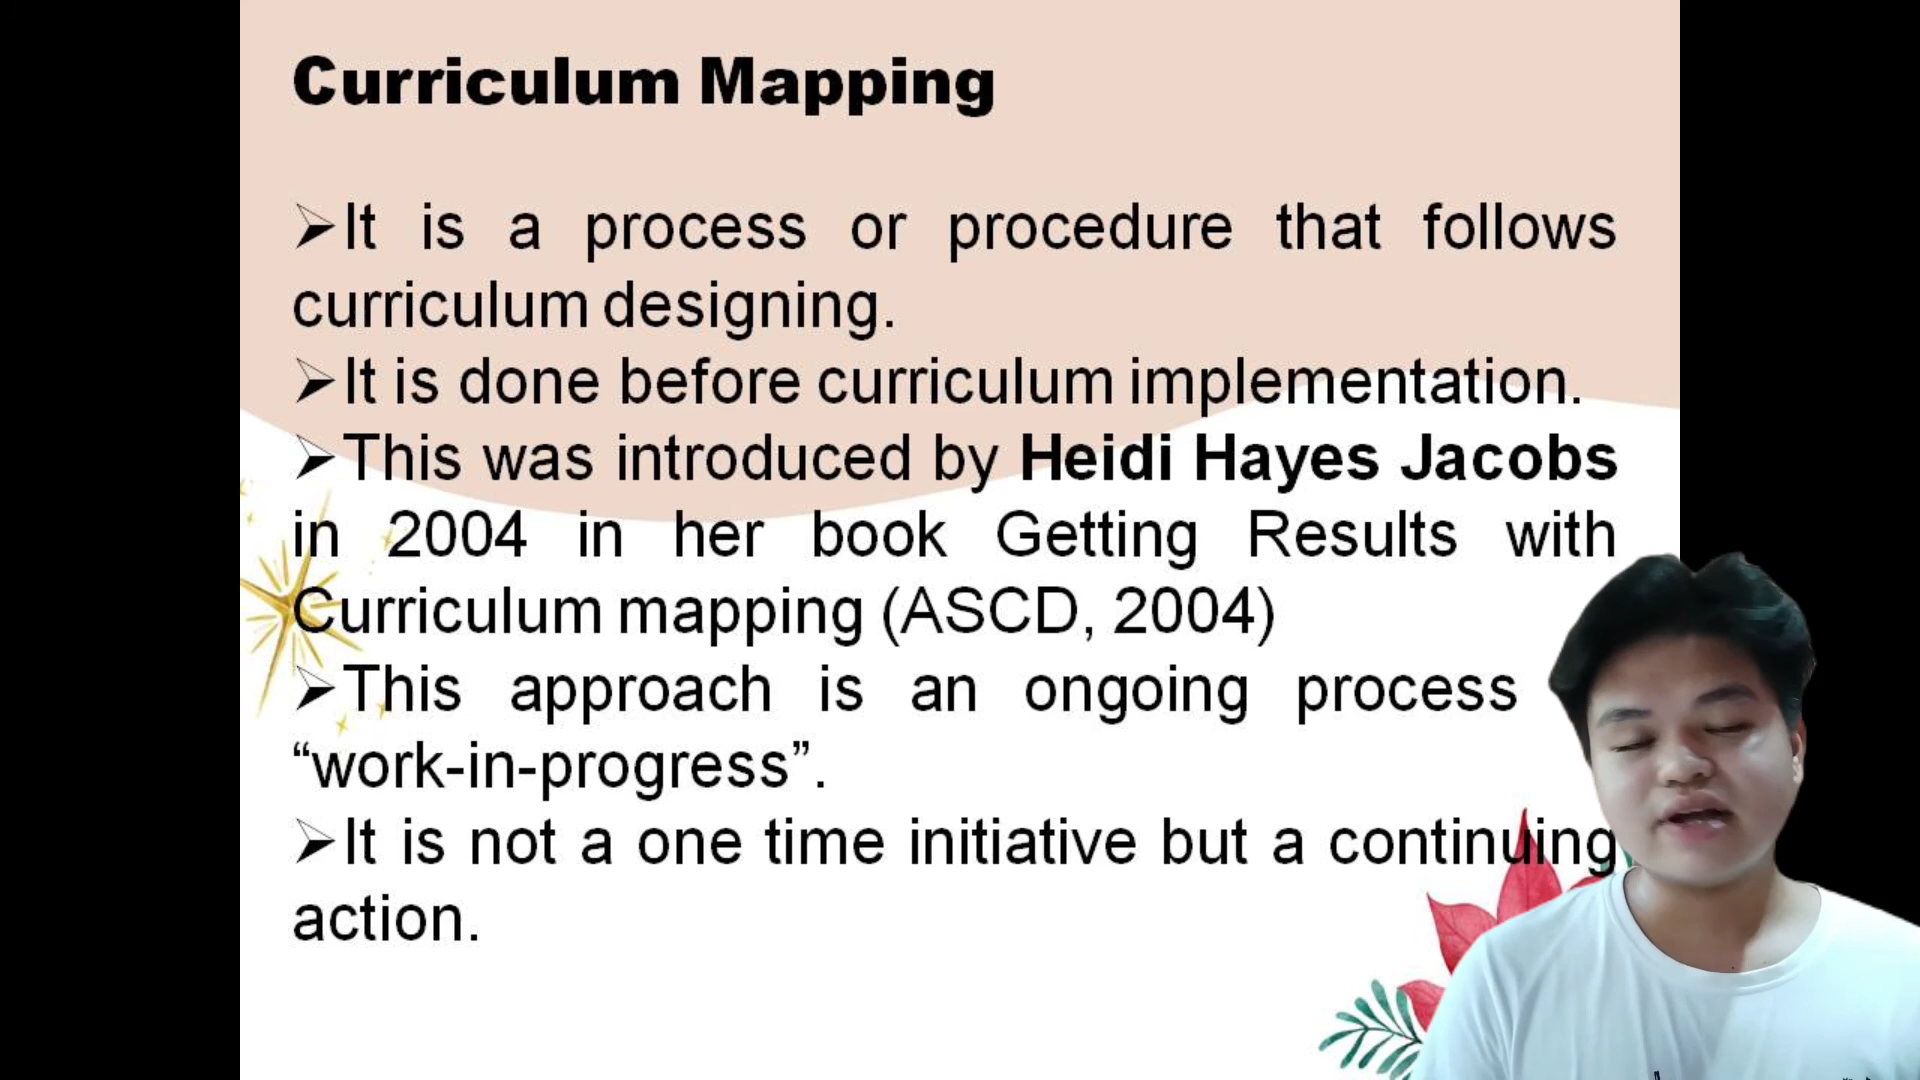 Curriculum Mapping
➢It is a process or procedure that follows
curriculum designing.
➢It is done before curriculum implementation.
➢This was introduced by Heidi Hayes Jacobs
in 2004 in her book Getting Results with
Curriculum mapping (ASCD, 2004)
➢This approach is an ongoing process
“work-in-progress”.
➢It is not a one time initiative but a continuing
action.